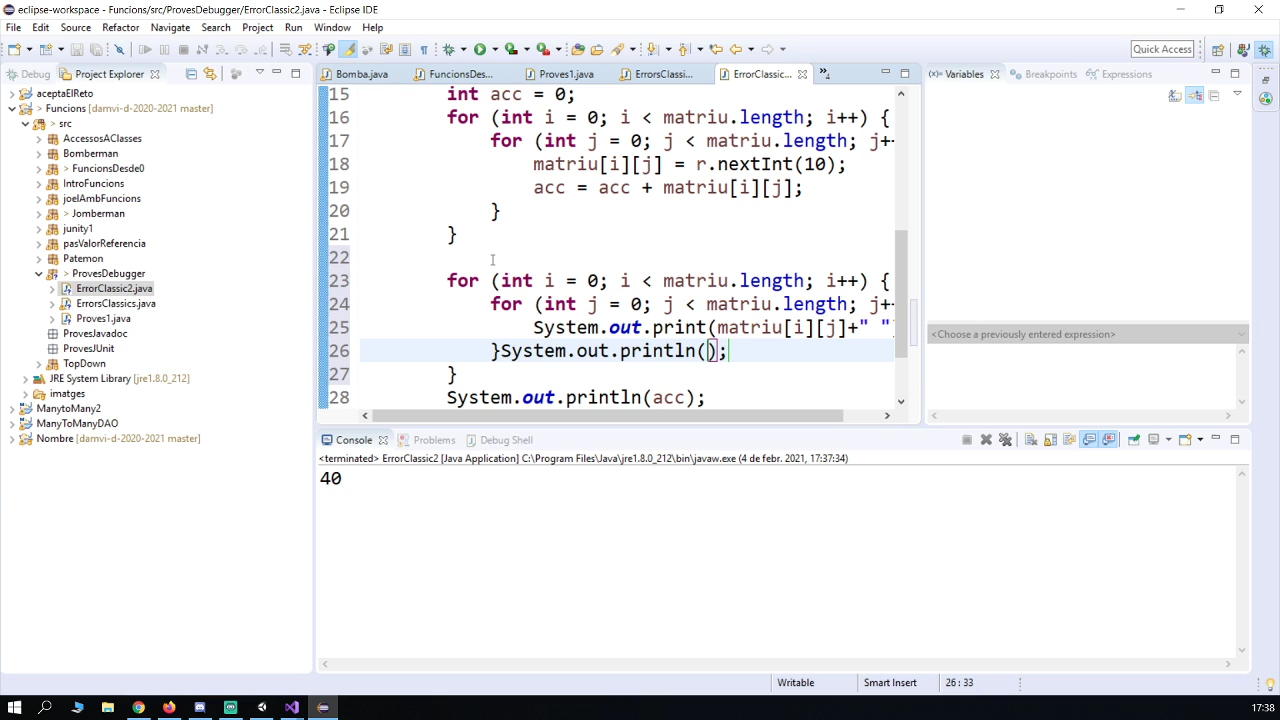 eclipse-workspace - Funcions/src/ProvesDebugger/ErrorClassic2.java - Eclipse IDE
File Edit Source Refactor Navigate Search Project Run Window Help
Quick Access
Debug Project Explorer
Bomba.java FuncionsDes... Proves1.java ErrorsClassi... ErrorClassic... »4
(x)= Variables Breakpoints Expressions
aceptaElReto
> Funcions [damvi-d-2020-2021 master]
> src
AccessosAClasses
Bomberman
> FuncionsDesde0
IntroFuncions
joelAmbFuncions
> Jomberman
junity1
pasValorReferencia
Patemon
> ProvesDebugger
ErrorClassic2.java
ErrorsClassics.java
Proves1.java
ProvesJavadoc
ProvesJUnit
TopDown
JRE System Library [jre1.8.0_212]
imatges
ManytoMany2
ManyToManyDAO
Nombre [damvi-d-2020-2021 master]
15 int acc = 0;
16 for (int i = 0; i < matriu.length; i++) {
17 for (int j = 0; j < matriu.length; j+
18 matriu[i][j] = r.nextInt(10);
19 acc = acc + matriu[i][j];
20 }
21 }
22
23 for (int i = 0; i < matriu.length; i++) {
24 for (int j = 0; j < matriu.length; j+
25 System.out.print(matriu[i][j]+" "
26 }System.out.println();
27 }
28 System.out.println(acc);
<Choose a previously entered expression>
Console Problems Debug Shell
<terminated> ErrorClassic2 [Java Application] C:\Program Files\Java\jre1.8.0_212\bin\javaw.exe (4 de febr. 2021, 17:37:34)
40
Writable Smart Insert 26 : 33
17:38